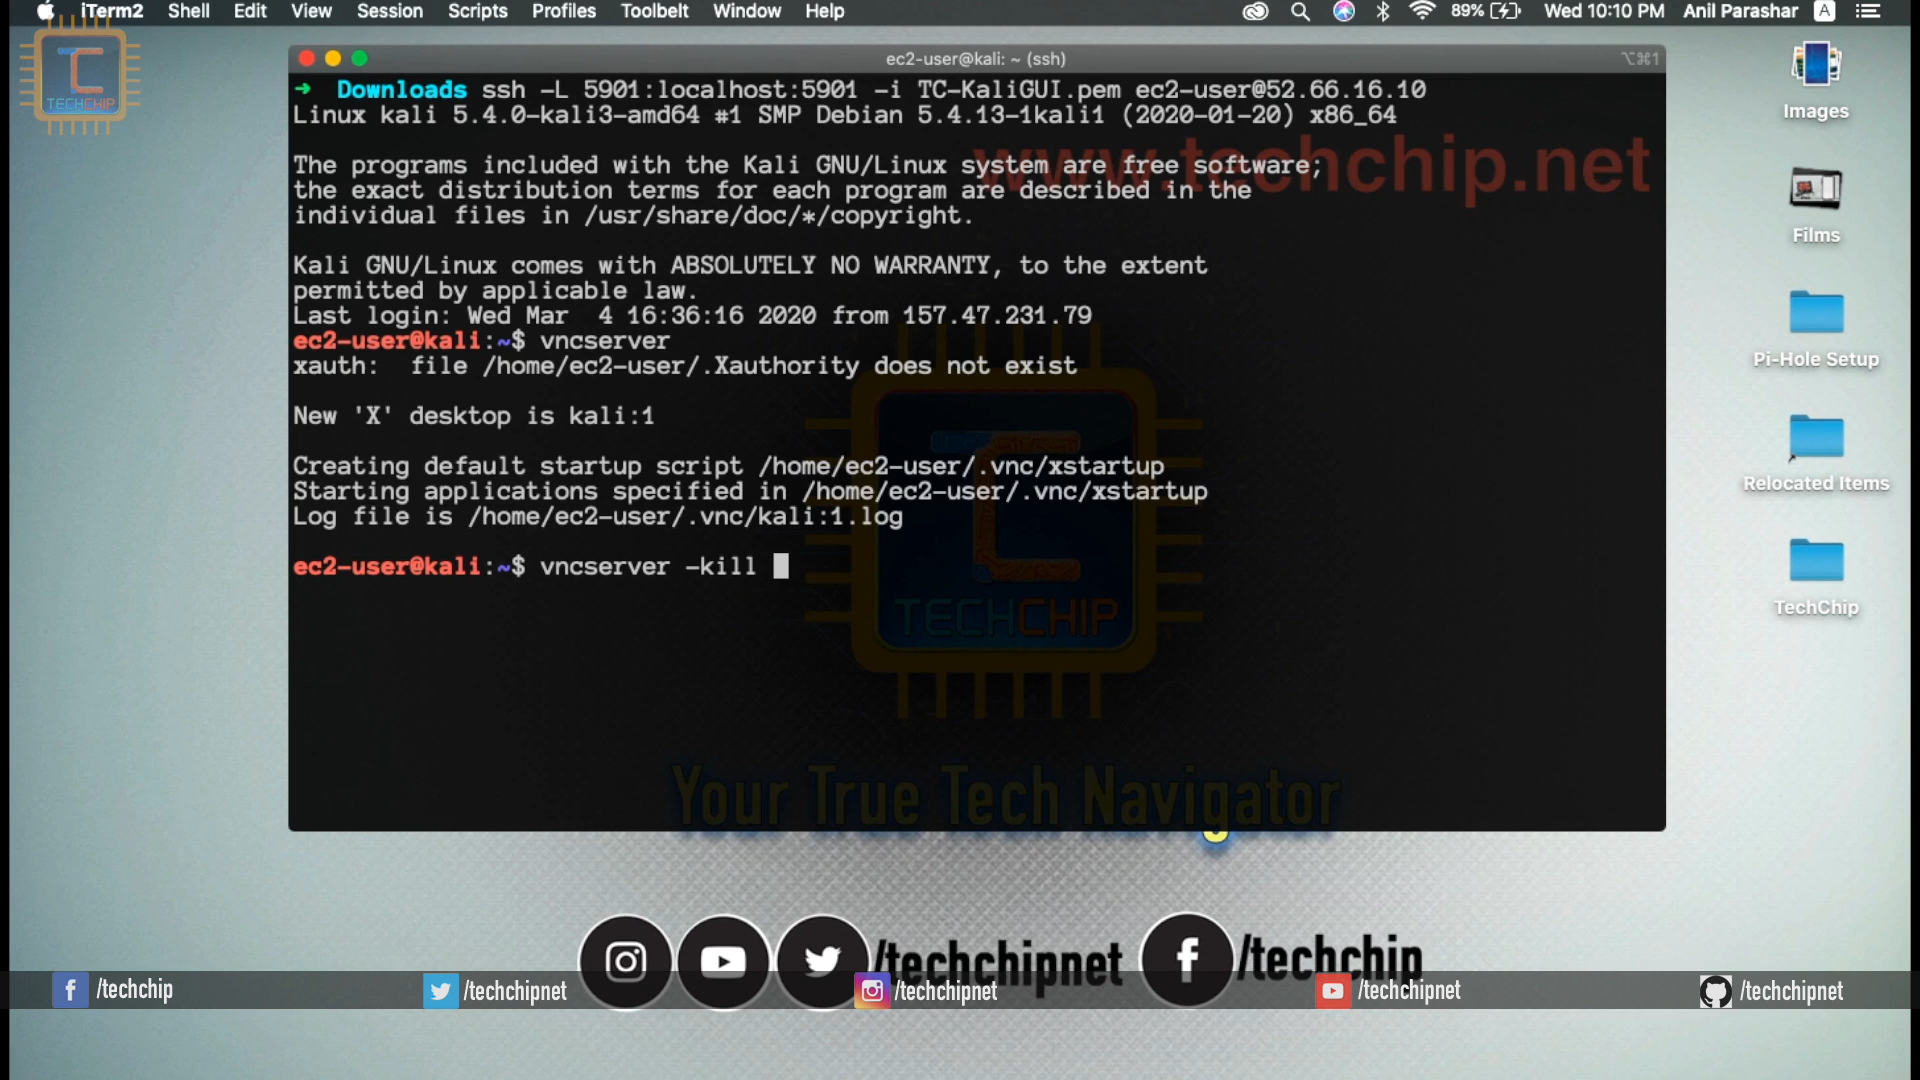 iTerm2 Shell Edit View Session Scripts Profiles Toolbelt Window Help 89% Wed 10:10 PM Anil Parashar A
TC
TECHCHIP
ec2-user@kali: ~ (ssh)
⌥⌘1
➜ Downloads ssh -L 5901:localhost:5901 -i TC-KaliGUI.pem ec2-user@52.66.16.10
Linux kali 5.4.0-kali3-amd64 #1 SMP Debian 5.4.13-1kali1 (2020-01-20) x86_64
www.techchip.net
The programs included with the Kali GNU/Linux system are free software;
the exact distribution terms for each program are described in the
individual files in /usr/share/doc/*/copyright.
Kali GNU/Linux comes with ABSOLUTELY NO WARRANTY, to the extent
permitted by applicable law.
Last login: Wed Mar  4 16:36:16 2020 from 157.47.231.79
ec2-user@kali:~$ vncserver
xauth:  file /home/ec2-user/.Xauthority does not exist
New 'X' desktop is kali:1
Creating default startup script /home/ec2-user/.vnc/xstartup
Starting applications specified in /home/ec2-user/.vnc/xstartup
Log file is /home/ec2-user/.vnc/kali:1.log
ec2-user@kali:~$ vncserver -kill
TECHCHIP
Your True Tech Navigator
Images
Films
Pi-Hole Setup
Relocated Items
TechChip
/techchipnet
/techchip
/techchip
/techchipnet
/techchipnet
/techchipnet
/techchipnet